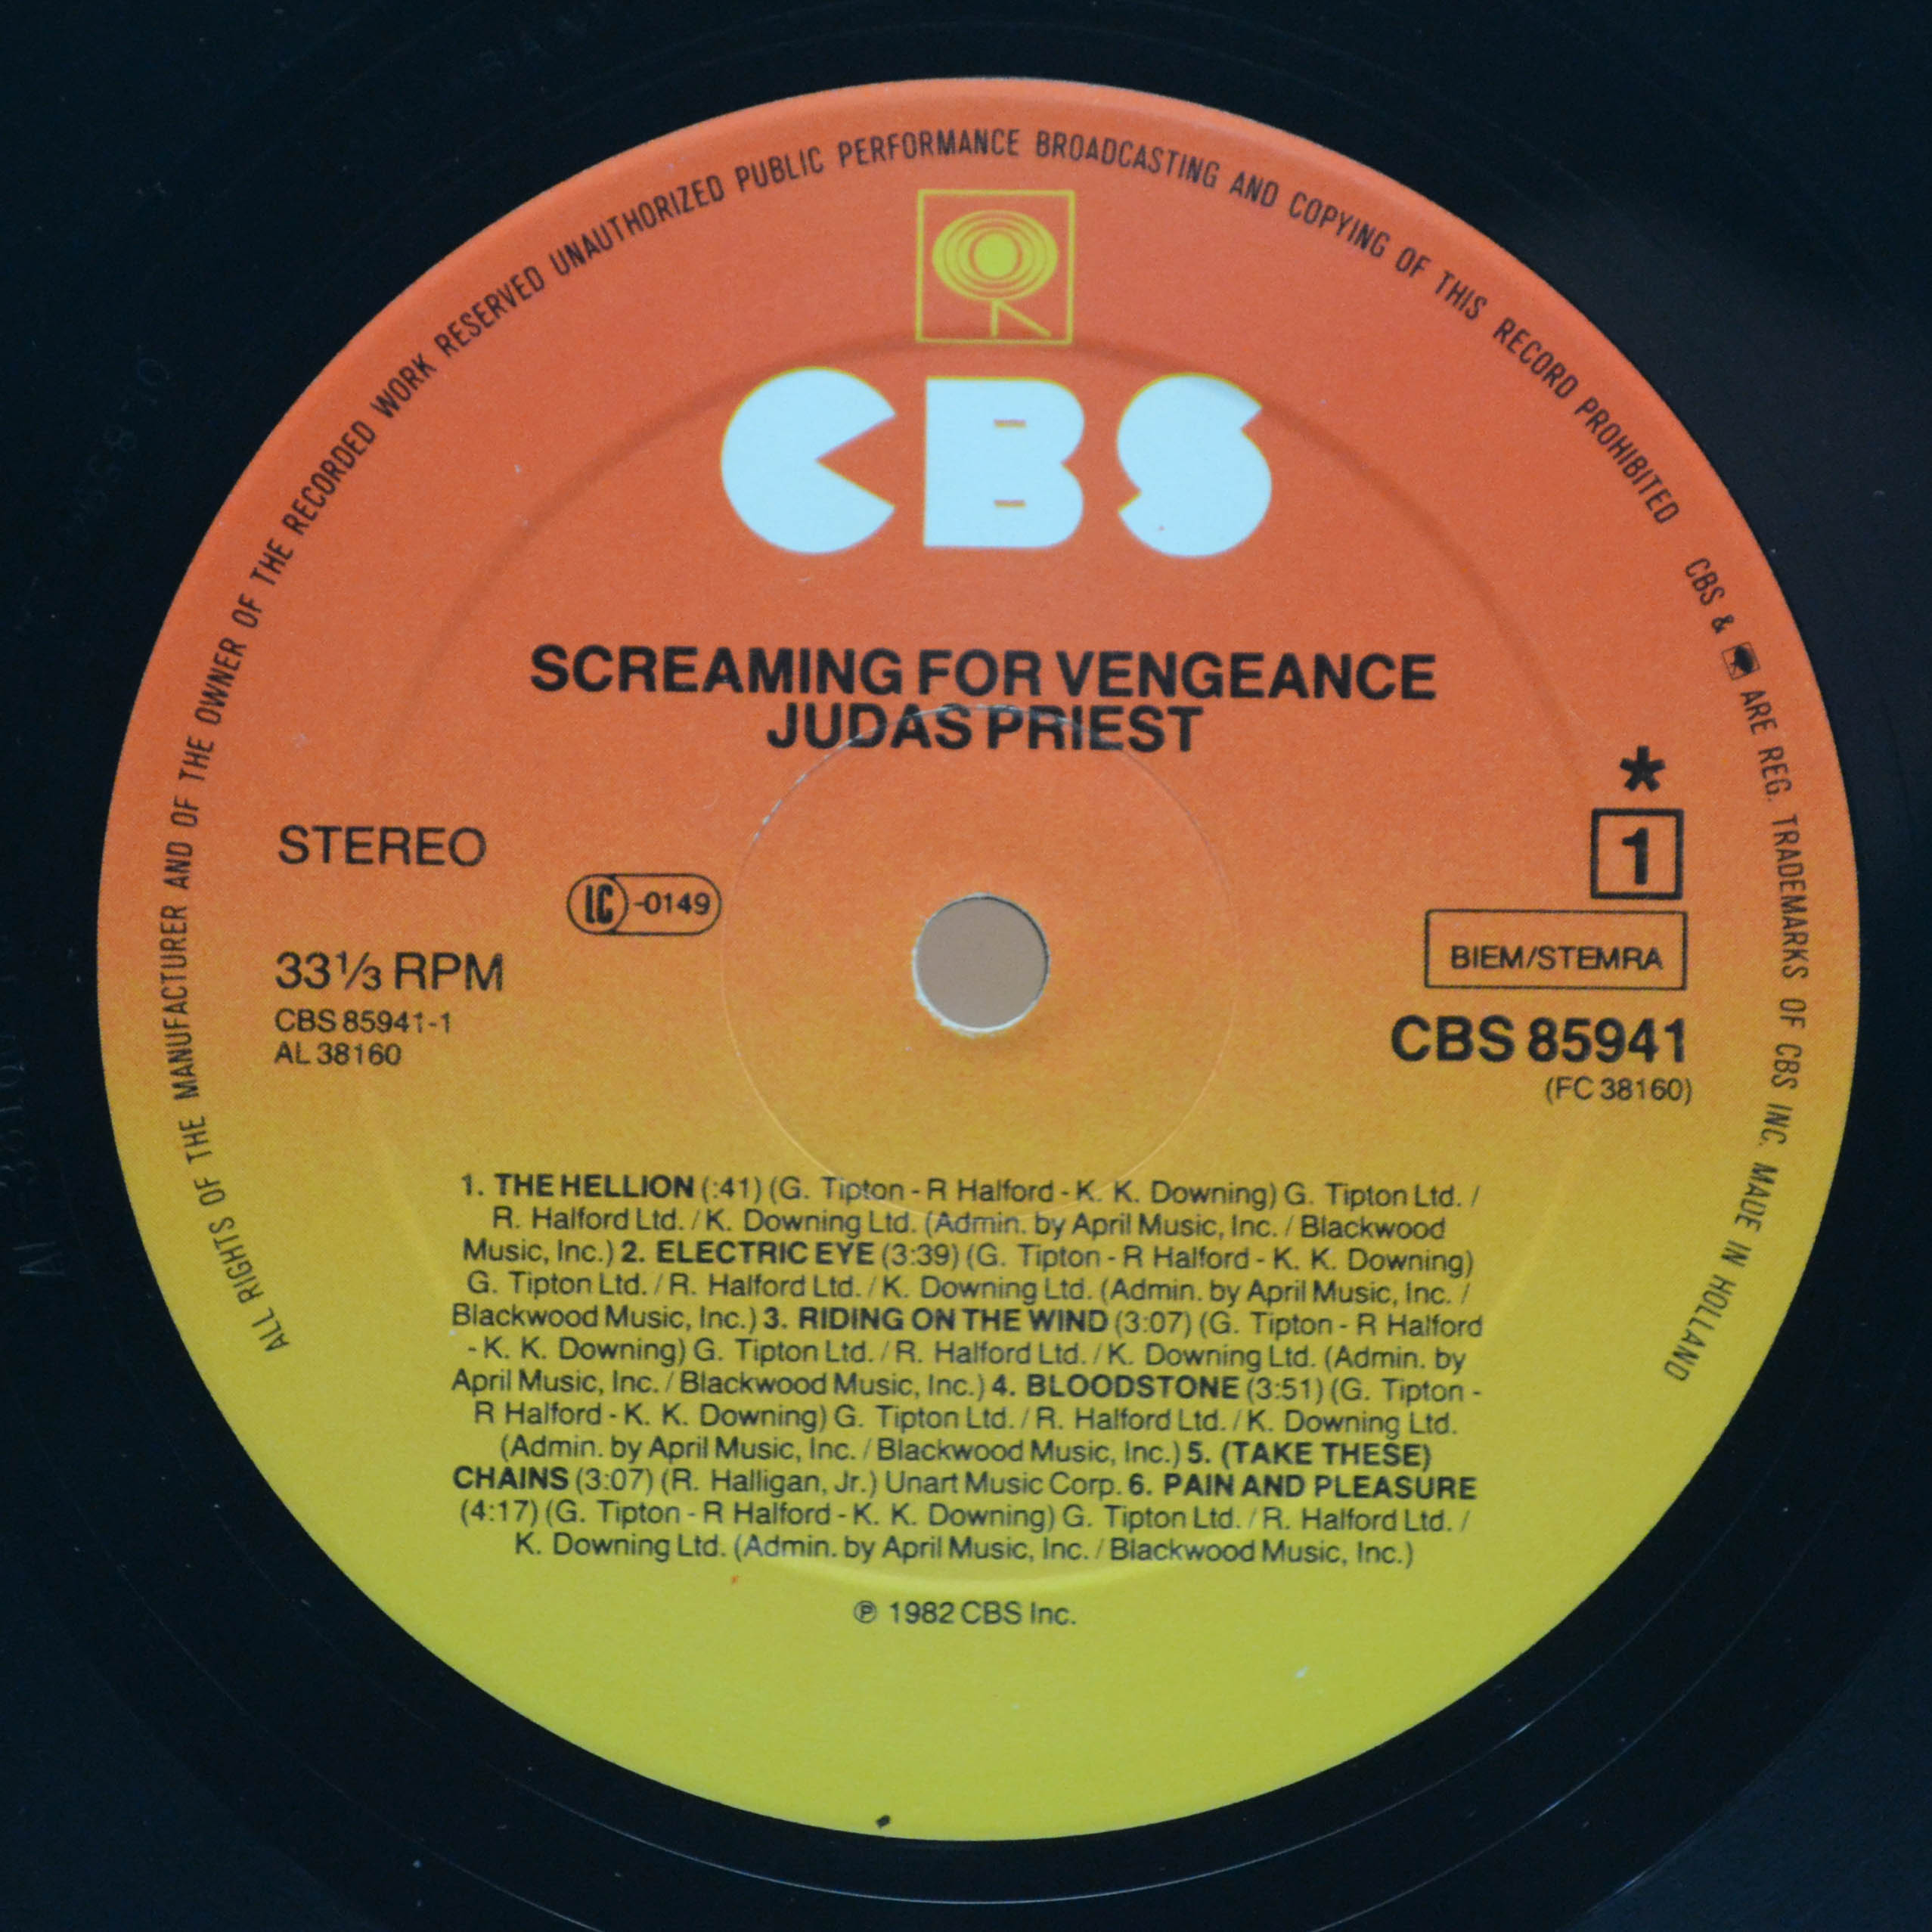 ALL RIGHTS OF THE MANUFACTURER AND OF THE OWNER OF THE RECORDED WORK RESERVED UNAUTHORIZED PUBLIC PERFORMANCE BROADCASTING AND COPYING OF THIS RECORD PROHIBITED CBS & ARE REG. TRADEMARKS OF CBS INC. MADE IN HOLLAND
CBS
SCREAMING FOR VENGEANCE
JUDAS PRIEST
STEREO
LC -0149
33⅓ RPM
CBS 85941-1
AL 38160
*
1
BIEM/STEMRA
CBS 85941
(FC 38160)
1. THE HELLION (:41) (G. Tipton - R Halford - K. K. Downing) G. Tipton Ltd. /
R. Halford Ltd. / K. Downing Ltd. (Admin. by April Music, Inc. / Blackwood
Music, Inc.) 2. ELECTRIC EYE (3:39) (G. Tipton - R Halford - K. K. Downing)
G. Tipton Ltd. / R. Halford Ltd. / K. Downing Ltd. (Admin. by April Music, Inc. /
Blackwood Music, Inc.) 3. RIDING ON THE WIND (3:07) (G. Tipton - R Halford
- K. K. Downing) G. Tipton Ltd. / R. Halford Ltd. / K. Downing Ltd. (Admin. by
April Music, Inc. / Blackwood Music, Inc.) 4. BLOODSTONE (3:51) (G. Tipton -
R Halford - K. K. Downing) G. Tipton Ltd. / R. Halford Ltd. / K. Downing Ltd.
(Admin. by April Music, Inc. / Blackwood Music, Inc.) 5. (TAKE THESE)
CHAINS (3:07) (R. Halligan, Jr.) Unart Music Corp. 6. PAIN AND PLEASURE
(4:17) (G. Tipton - R Halford - K. K. Downing) G. Tipton Ltd. / R. Halford Ltd. /
K. Downing Ltd. (Admin. by April Music, Inc. / Blackwood Music, Inc.)
℗ 1982 CBS Inc.